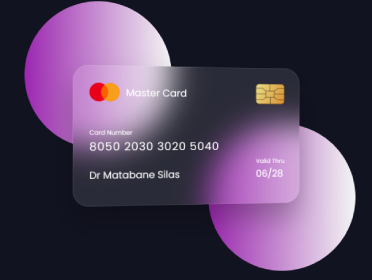 Master Card
Card Number
8050 2030 3020 5040
Valid Thru
06/28
Dr Matabane Silas